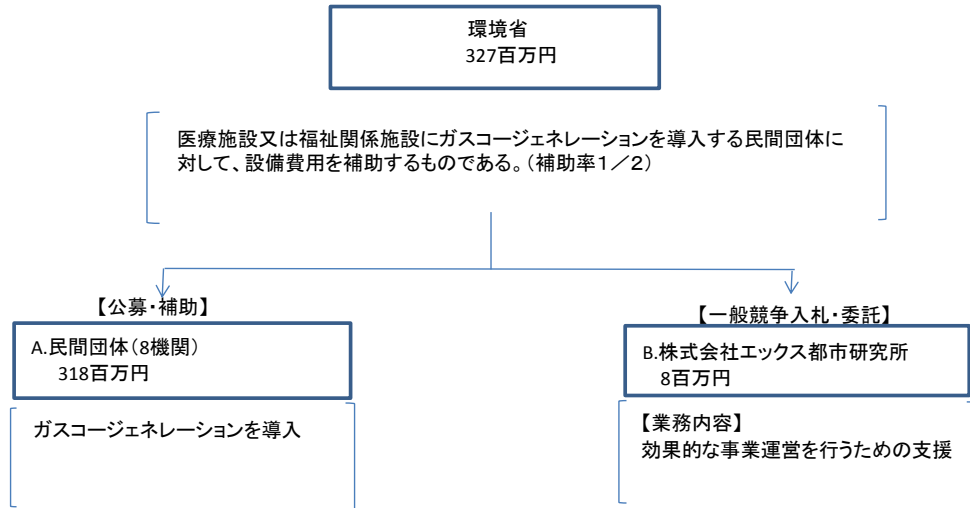 環境省
327百万円
医療施設又は福祉関係施設にガスコージェネレーションを導入する民間団体に
対して、設備費用を補助するものである。（補助率１／２）
【公募・補助】
A.民間団体（8機関）
318百万円
ガスコージェネレーションを導入
【一般競争入札・委託】
B.株式会社エックス都市研究所
8百万円
【業務内容】
効果的な事業運営を行うための支援